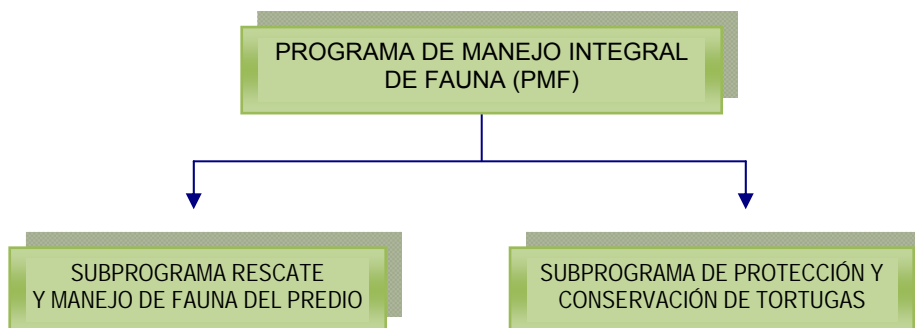 PROGRAMA DE MANEJO INTEGRAL
DE FAUNA (PMF)
SUBPROGRAMA RESCATE
Y MANEJO DE FAUNA DEL PREDIO
SUBPROGRAMA DE PROTECCIÓN Y
CONSERVACIÓN DE TORTUGAS